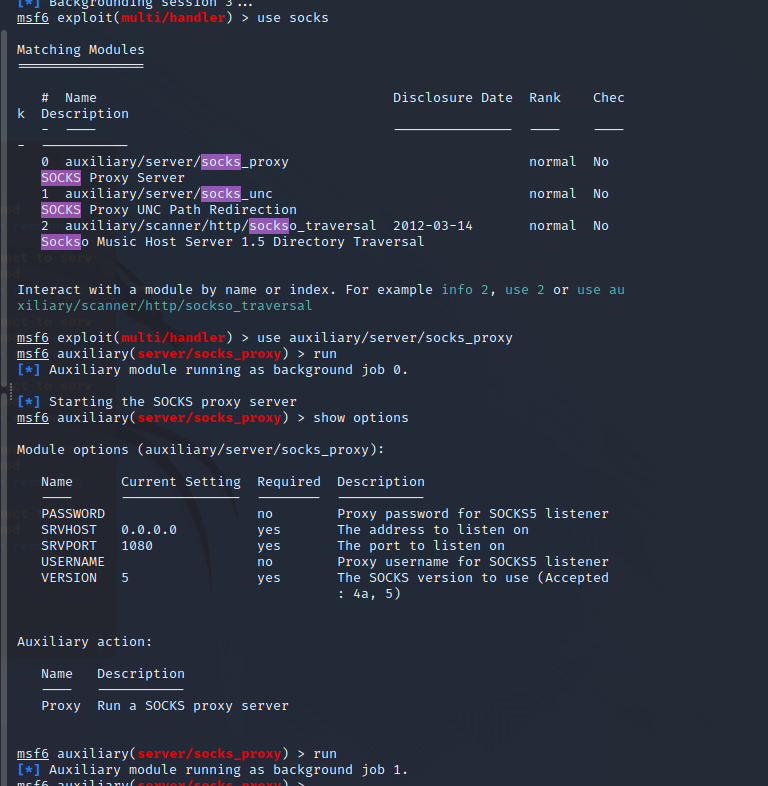 [*] Backgrounding session 3...
msf6 exploit(multi/handler) > use socks
Matching Modules
================
# Name Disclosure Date Rank Chec
k Description
- ---- --------------- ---- ----
- -----------
0 auxiliary/server/socks_proxy normal No
SOCKS Proxy Server
1 auxiliary/server/socks_unc normal No
SOCKS Proxy UNC Path Redirection
2 auxiliary/scanner/http/sockso_traversal 2012-03-14 normal No
Sockso Music Host Server 1.5 Directory Traversal
Interact with a module by name or index. For example info 2, use 2 or use au
xiliary/scanner/http/sockso_traversal
msf6 exploit(multi/handler) > use auxiliary/server/socks_proxy
msf6 auxiliary(server/socks_proxy) > run
[*] Auxiliary module running as background job 0.
[*] Starting the SOCKS proxy server
msf6 auxiliary(server/socks_proxy) > show options
Module options (auxiliary/server/socks_proxy):
Name Current Setting Required Description
---- --------------- -------- -----------
PASSWORD no Proxy password for SOCKS5 listener
SRVHOST 0.0.0.0 yes The address to listen on
SRVPORT 1080 yes The port to listen on
USERNAME no Proxy username for SOCKS5 listener
VERSION 5 yes The SOCKS version to use (Accepted
: 4a, 5)
Auxiliary action:
Name Description
---- -----------
Proxy Run a SOCKS proxy server
msf6 auxiliary(server/socks_proxy) > run
[*] Auxiliary module running as background job 1.
msf6 auxiliary(server/socks_proxy) >